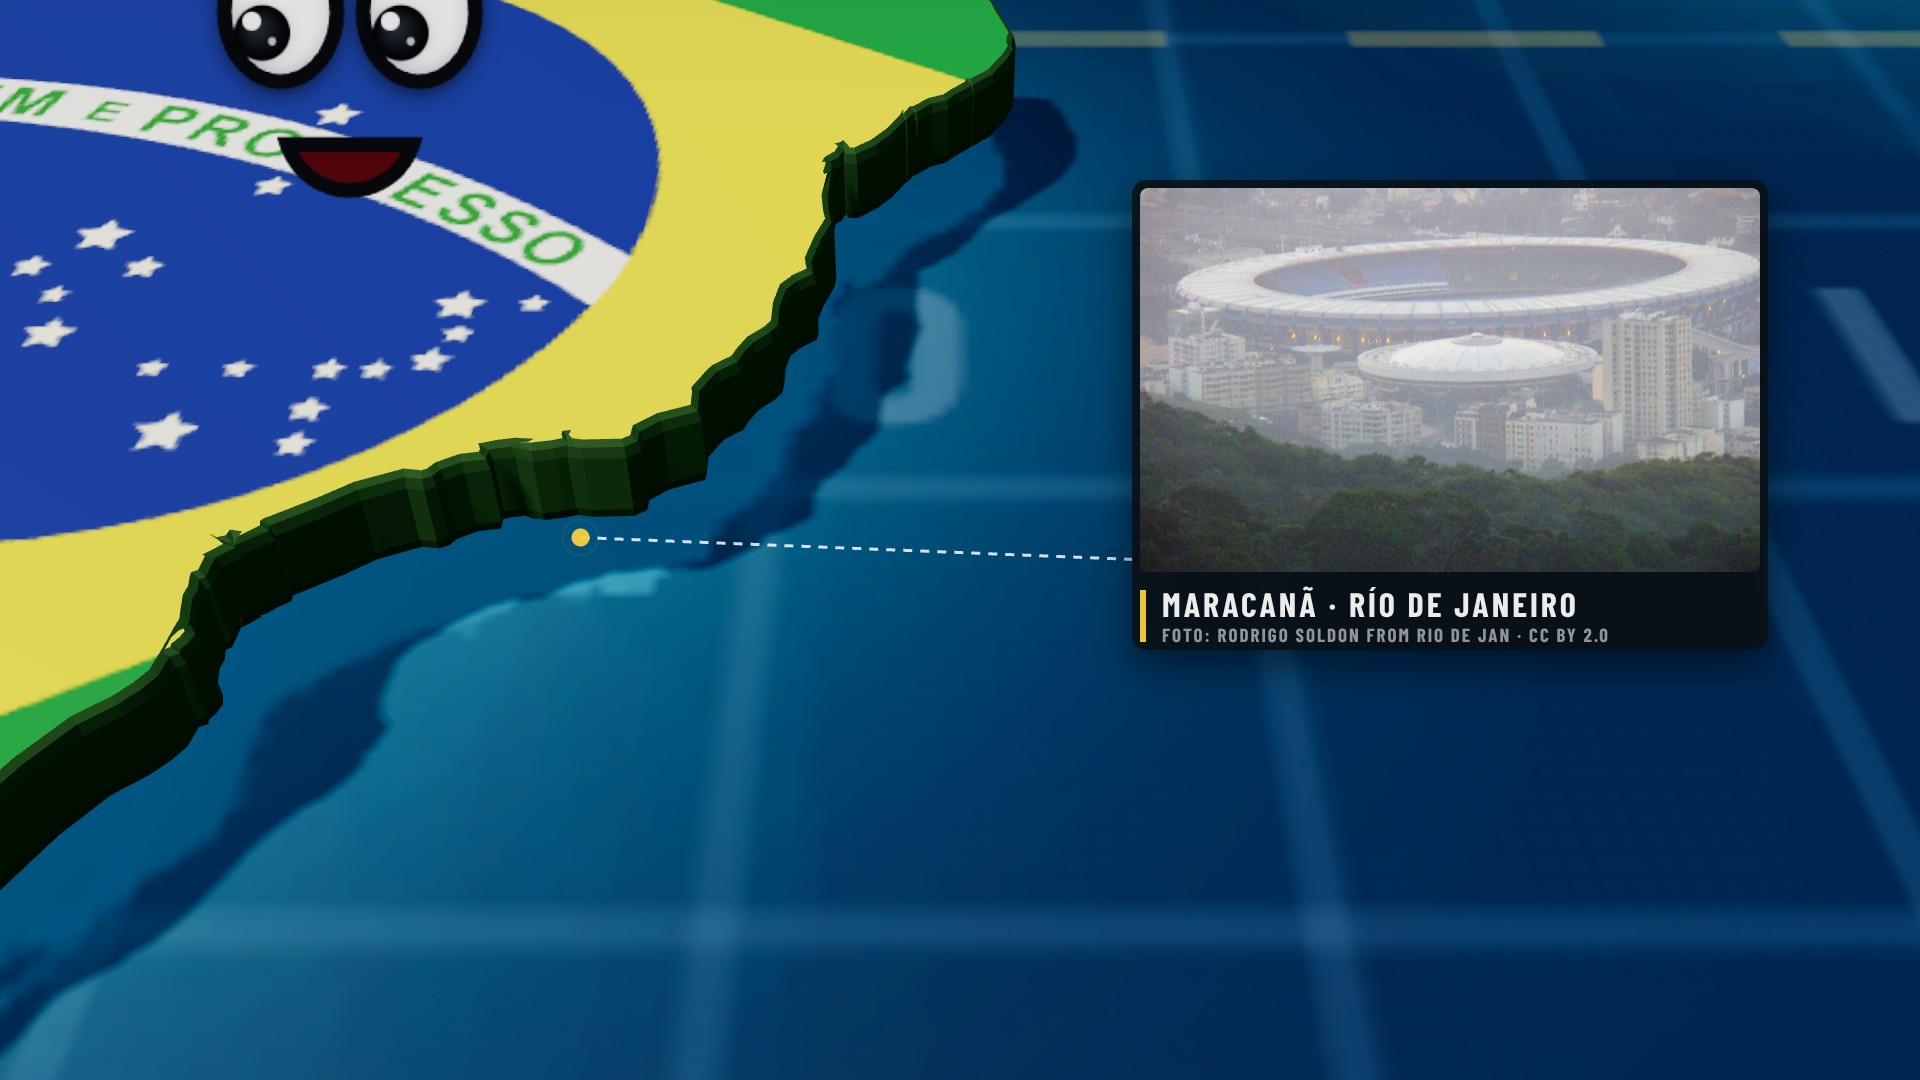 M E PRO ESSO
MARACANÃ · RÍO DE JANEIRO
FOTO: RODRIGO SOLDON FROM RIO DE JAN · CC BY 2.0